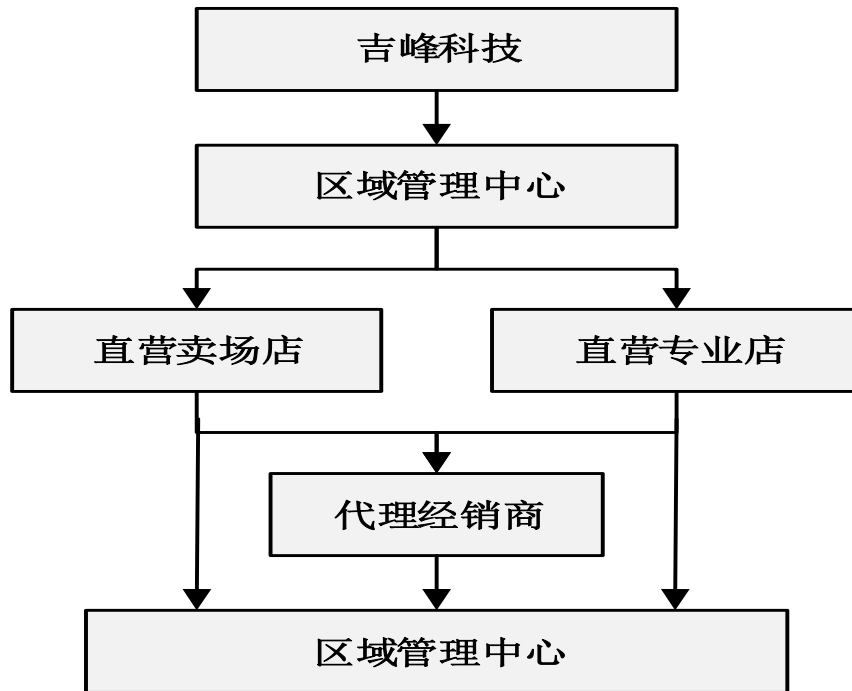 吉峰科技
区域管理中心
直营卖场店
直营专业店
代理经销商
区域管理中心